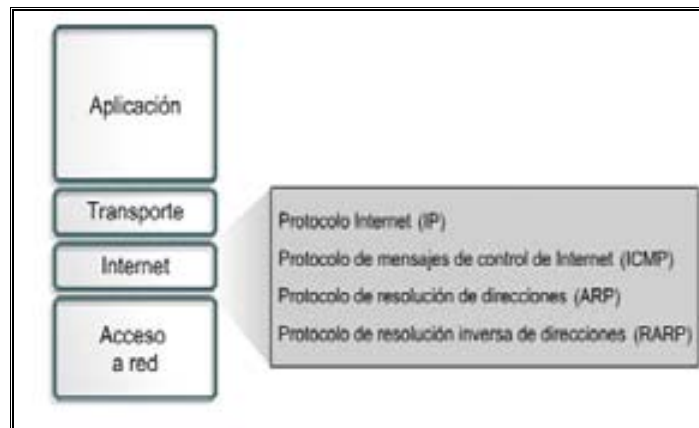 Aplicación
Transporte
Internet
Acceso
a red
Protocolo Internet (IP)
Protocolo de mensajes de control de Internet (ICMP)
Protocolo de resolución de direcciones (ARP)
Protocolo de resolución inversa de direcciones (RARP)